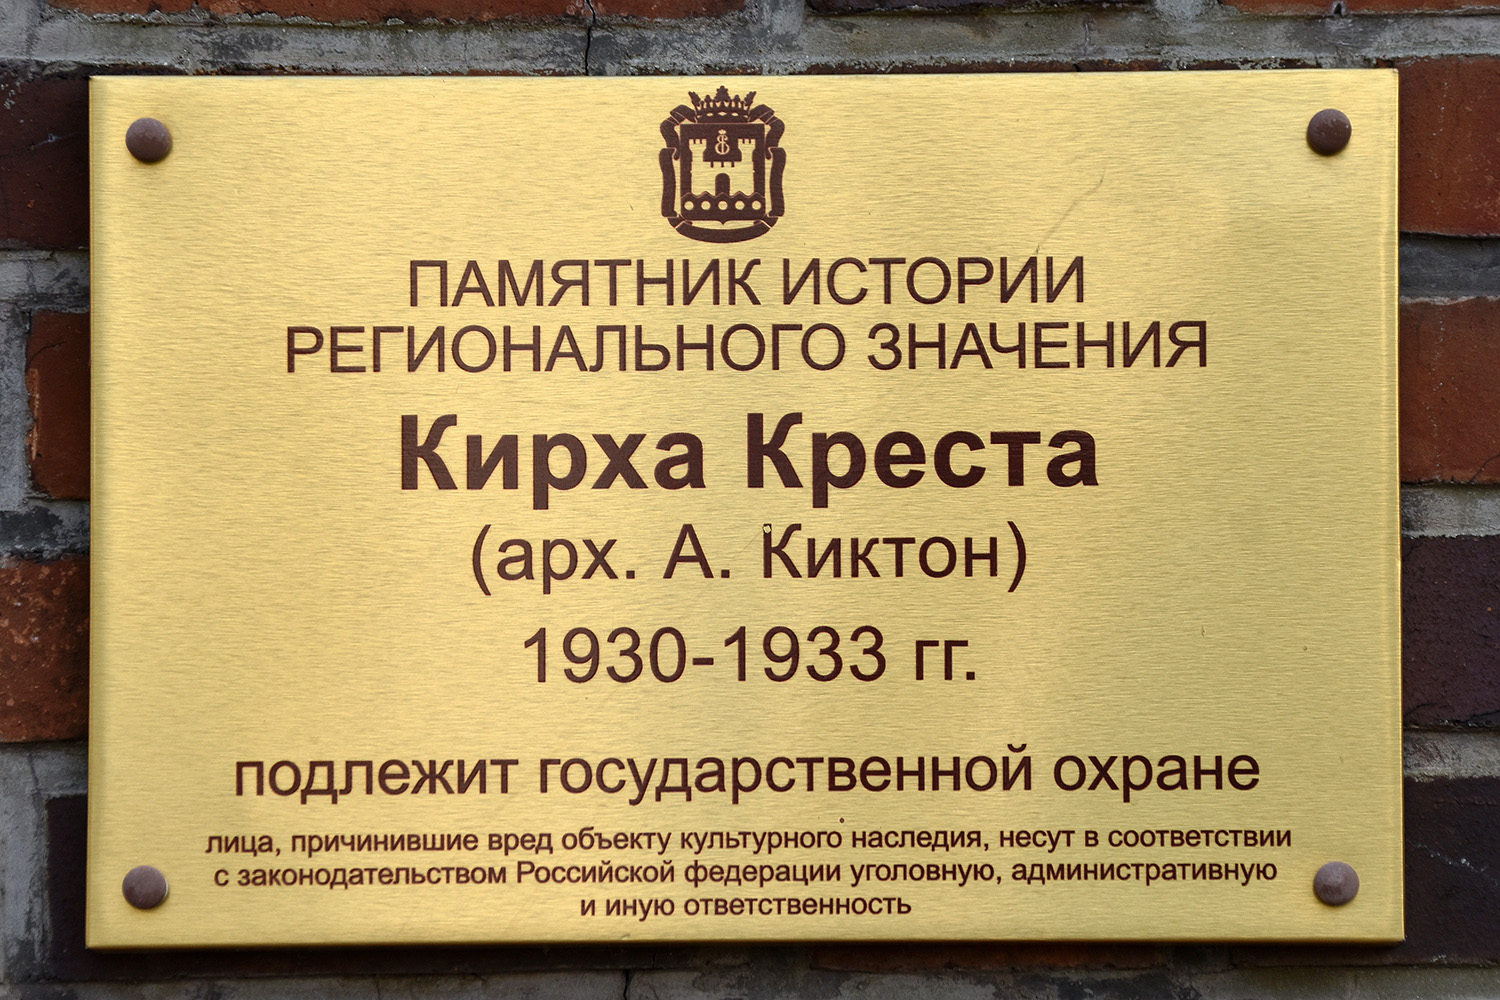 ПАМЯТНИК ИСТОРИИ
РЕГИОНАЛЬНОГО ЗНАЧЕНИЯ
Кирха Креста
(арх. А. Киктон)
1930-1933 гг.
подлежит государственной охране
лица, причинившие вред объекту культурного наследия, несут в соответствии
с законодательством Российской федерации уголовную, административную
и иную ответственность